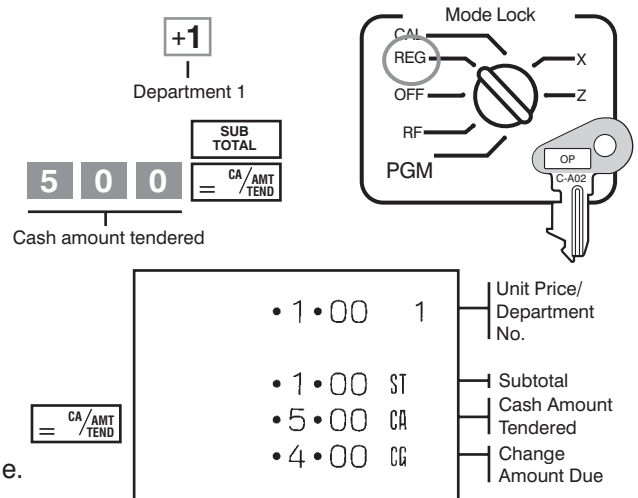 +1
Department 1
SUB TOTAL
5 0 0 = CA/AMT TEND
Cash amount tendered
Mode Lock
CAL
REG
OFF
RF
PGM
X
Z
OP
C-A02
•1•00 1
Unit Price/
Department
No.
•1•00 ST
Subtotal
•5•00 CA
Cash Amount
Tendered
•4•00 CG
Change
Amount Due
= CA/AMT TEND
e.